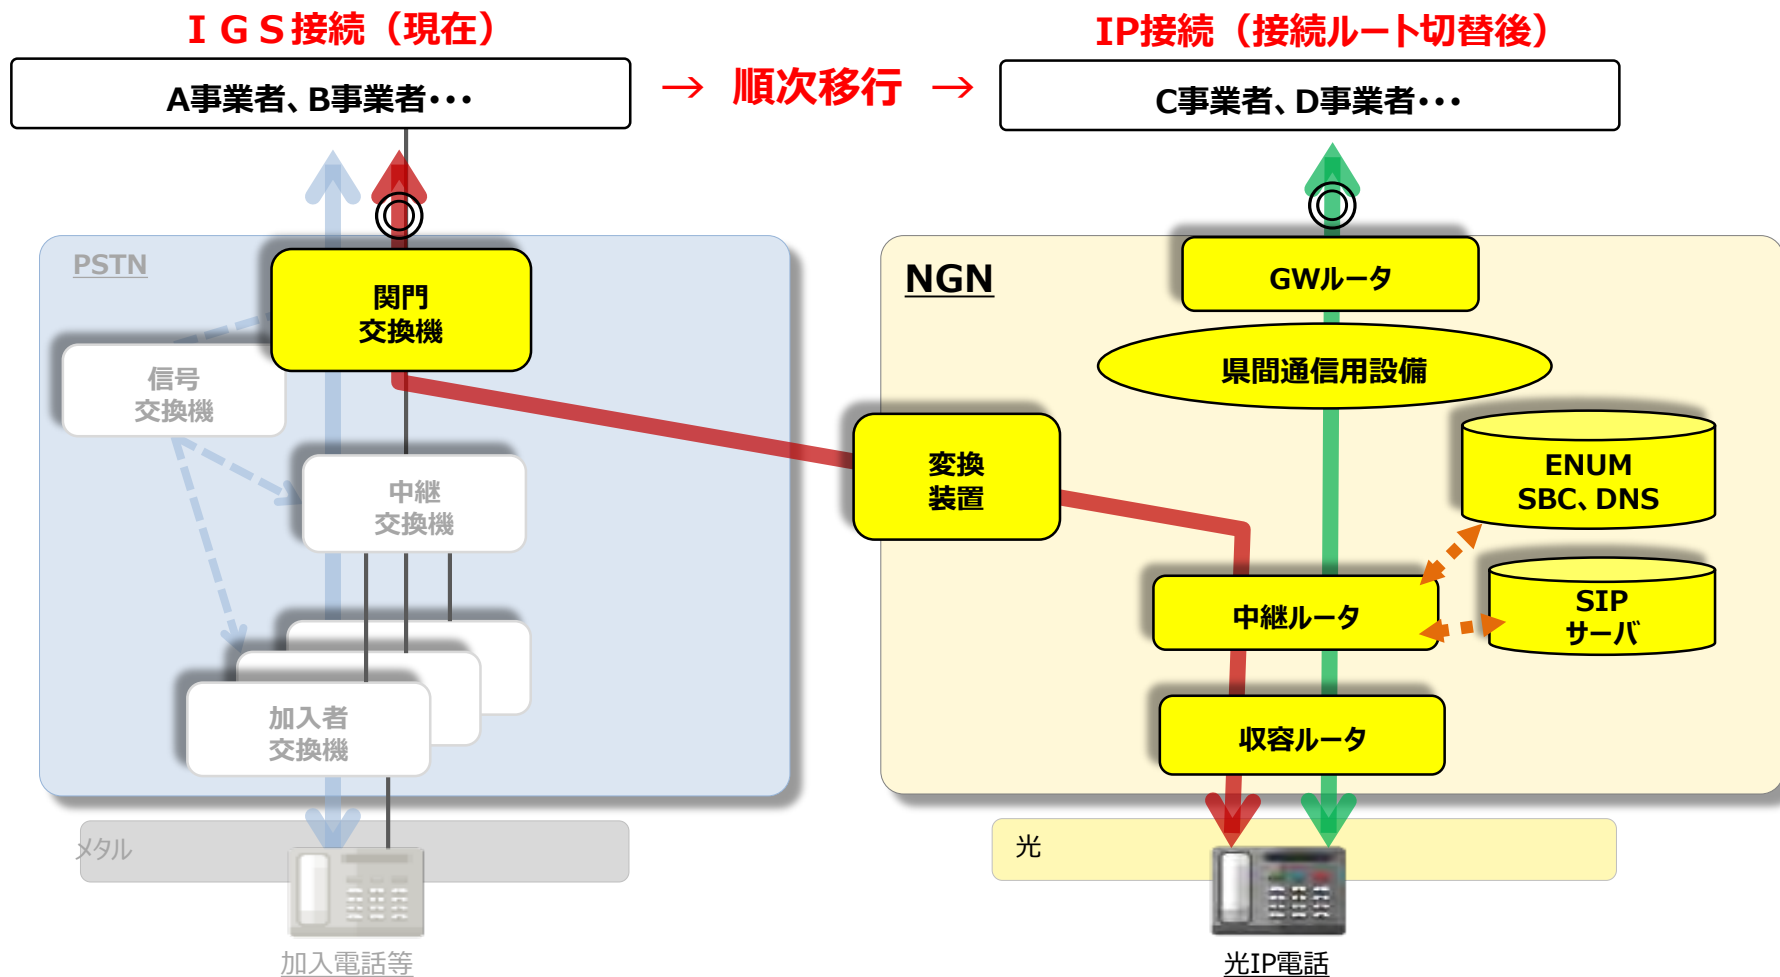 ＩＧＳ接続（現在）
IP接続（接続ルート切替後）
A事業者、B事業者・・・
→ 順次移行 →
C事業者、D事業者・・・
PSTN
関門
交換機
信号
交換機
中継
交換機
加入者
交換機
メタル
加入電話等
NGN
GWルータ
県間通信用設備
変換
装置
ENUM
SBC、DNS
中継ルータ
SIP
サーバ
収容ルータ
光
光IP電話